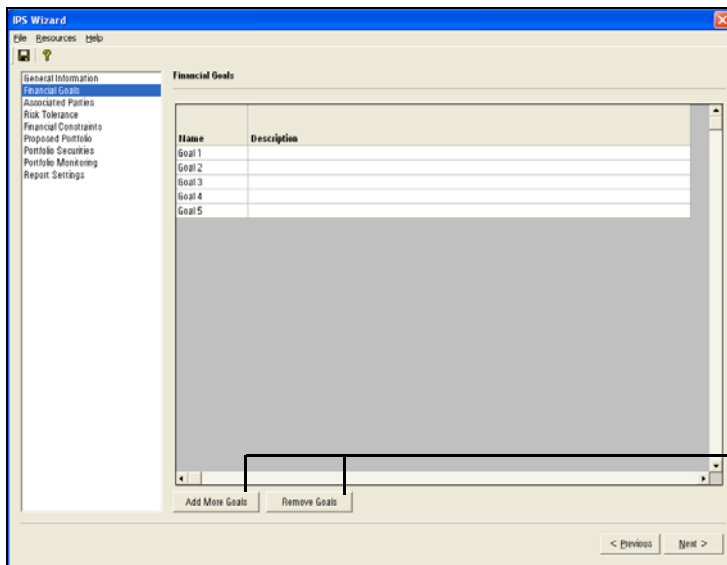 IPS Wizard
File Resources Help
General Information
Financial Goals
Associated Parties
Risk Tolerance
Financial Constraints
Proposed Portfolio
Portfolio Securities
Portfolio Monitoring
Report Settings
Financial Goals
Name Description
Goal 1
Goal 2
Goal 3
Goal 4
Goal 5
Add More Goals Remove Goals
< Previous Next >